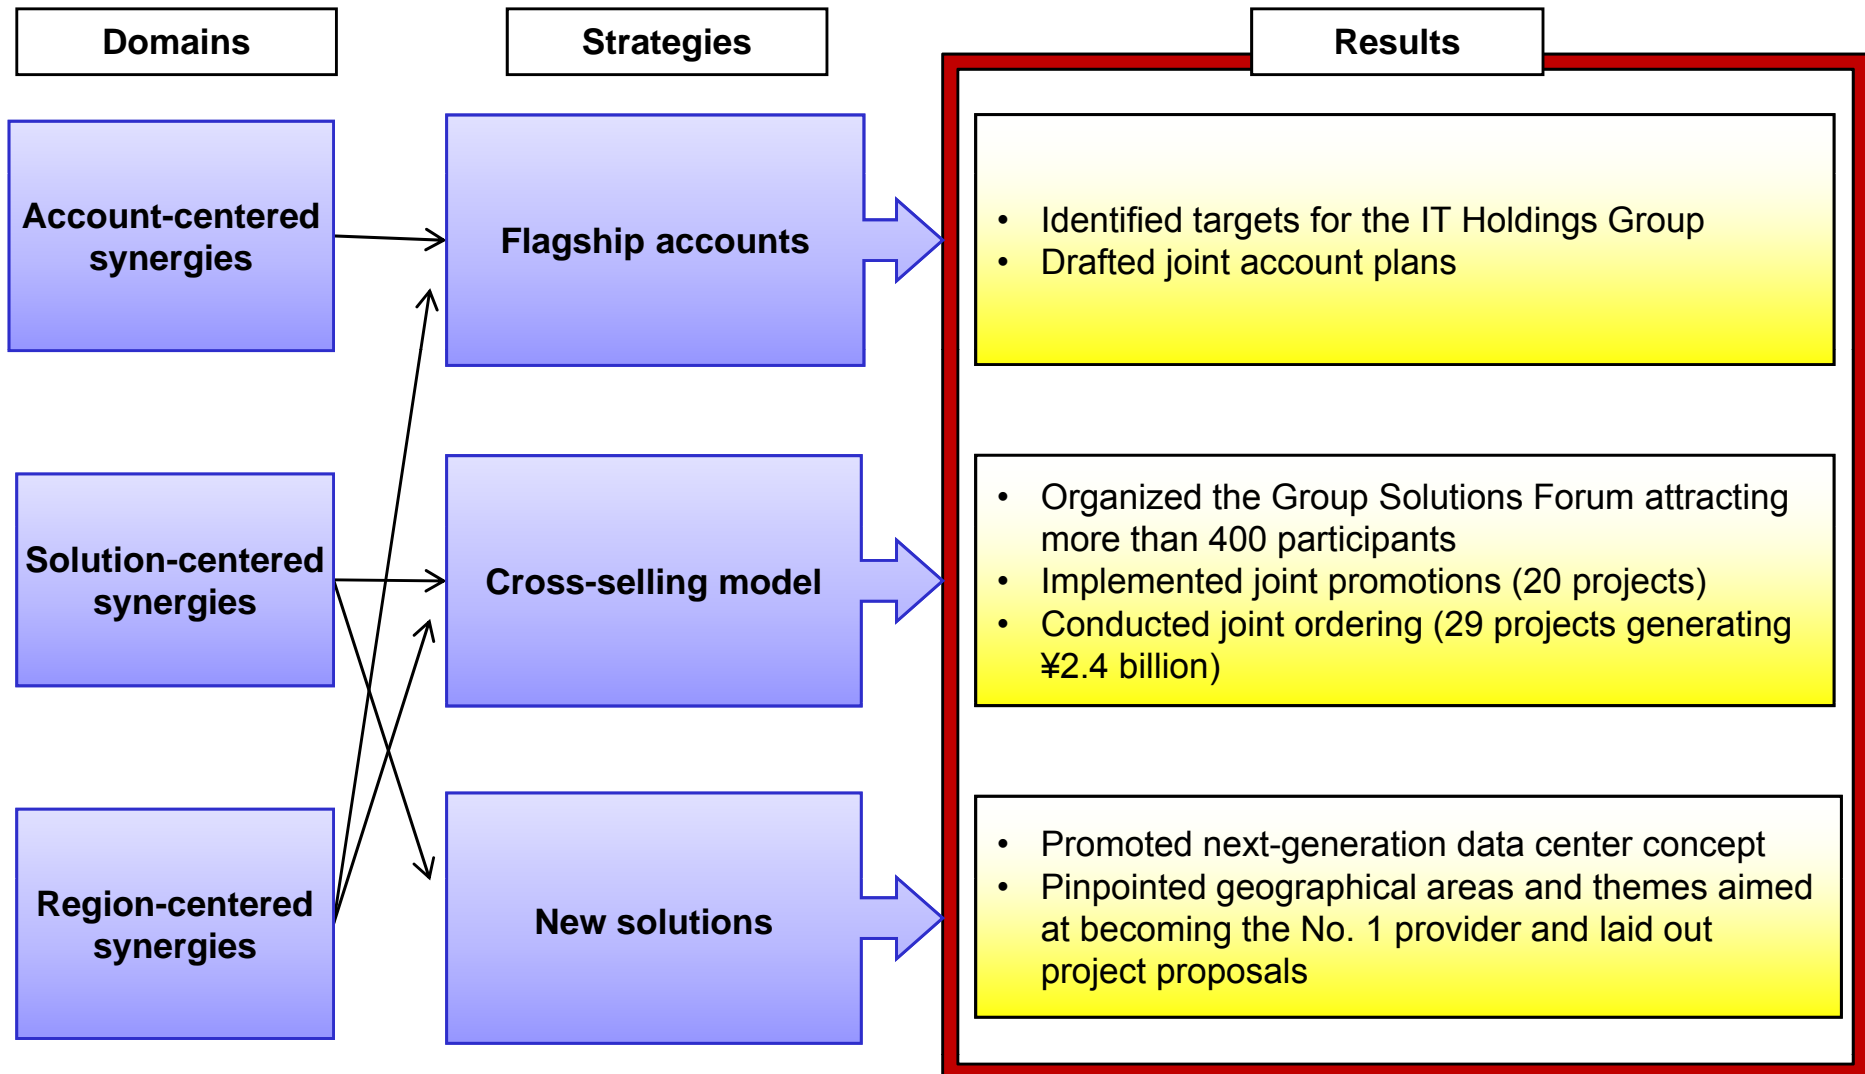 Domains
Strategies
Results
Account-centered
synergies
Flagship accounts
• Identified targets for the IT Holdings Group
• Drafted joint account plans
Solution-centered
synergies
Cross-selling model
• Organized the Group Solutions Forum attracting
more than 400 participants
• Implemented joint promotions (20 projects)
• Conducted joint ordering (29 projects generating
¥2.4 billion)
Region-centered
synergies
New solutions
• Promoted next-generation data center concept
• Pinpointed geographical areas and themes aimed
at becoming the No. 1 provider and laid out
project proposals